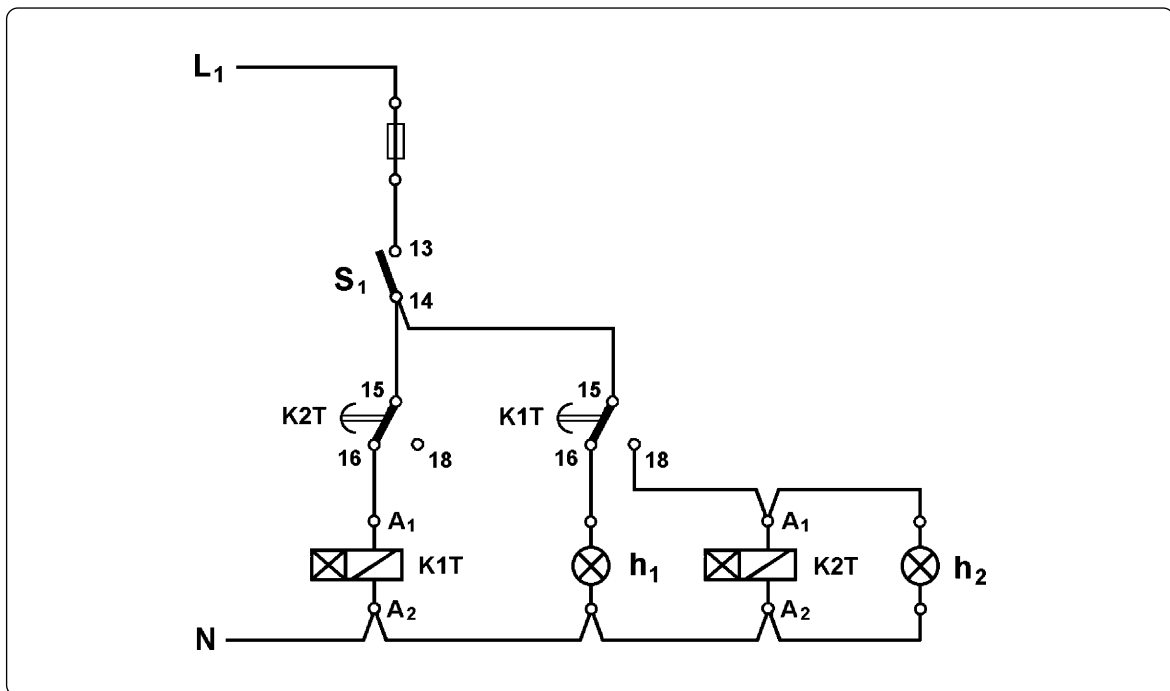 L₁
13
S₁
14
15 15
K2T K1T
16 18 16 18
A₁ A₁
K1T h₁ K2T h₂
A₂ A₂
N